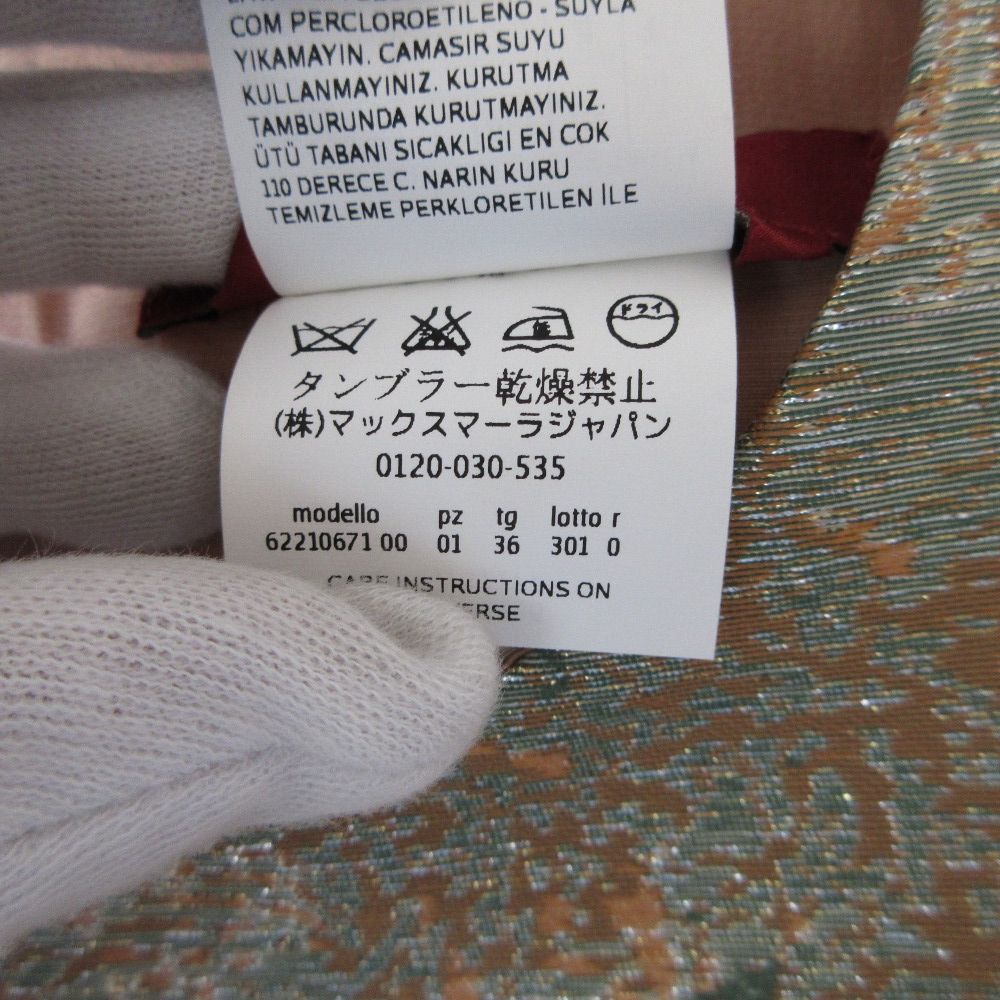 COM PERCLOROETILENO - SUYLA
YIKAMAYIN. CAMASIR SUYU
KULLANMAYINIZ. KURUTMA
TAMBURUNDA KURUTMAYINIZ.
ÜTÜ TABANI SICAKLIGI EN COK
110 DERECE C. NARIN KURU
TEMIZLEME PERKLORETILEN İLE
低 ドライ
タンブラー乾燥禁止
(株)マックスマーラジャパン
0120-030-535
modello pz tg lotto r
62210671 00 01 36 301 0
CARE INSTRUCTIONS ON